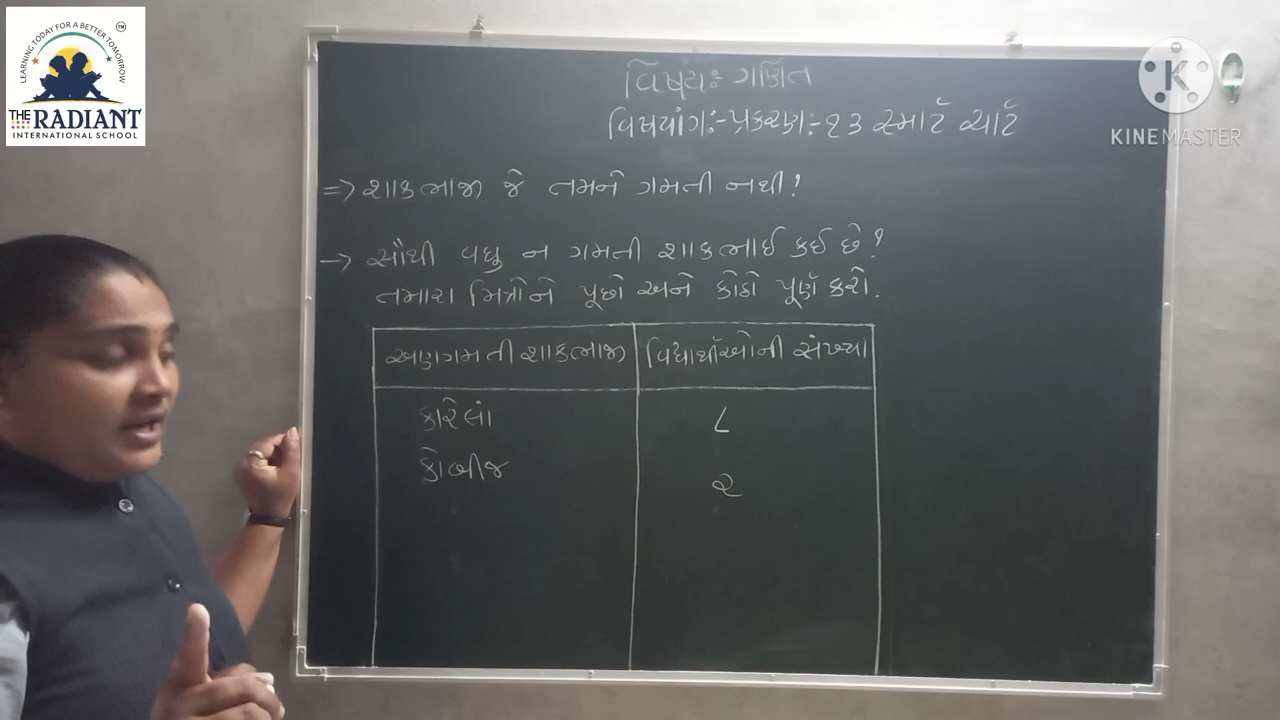 LEARNING TODAY FOR A BETTER TOMORROW
TM
THE RADIANT
INTERNATIONAL SCHOOL
KINEMASTER
વિષય: ગણિત
વિષયાંગ:-પ્રકરણ:-૧૩ સ્માર્ટ ચાર્ટ
=> શાકભાજી જે તમને ગમતી નથી!
-> સૌથી વધુ ન ગમતી શાકભાઈ કઈ છે?
તમારા મિત્રોને પૂછો અને કોઠો પૂર્ણ કરો.
અણગમતી શાકભાજી વિદ્યાર્થીઓની સંખ્યા
કારેલાં ૮
કોબીજ ૨